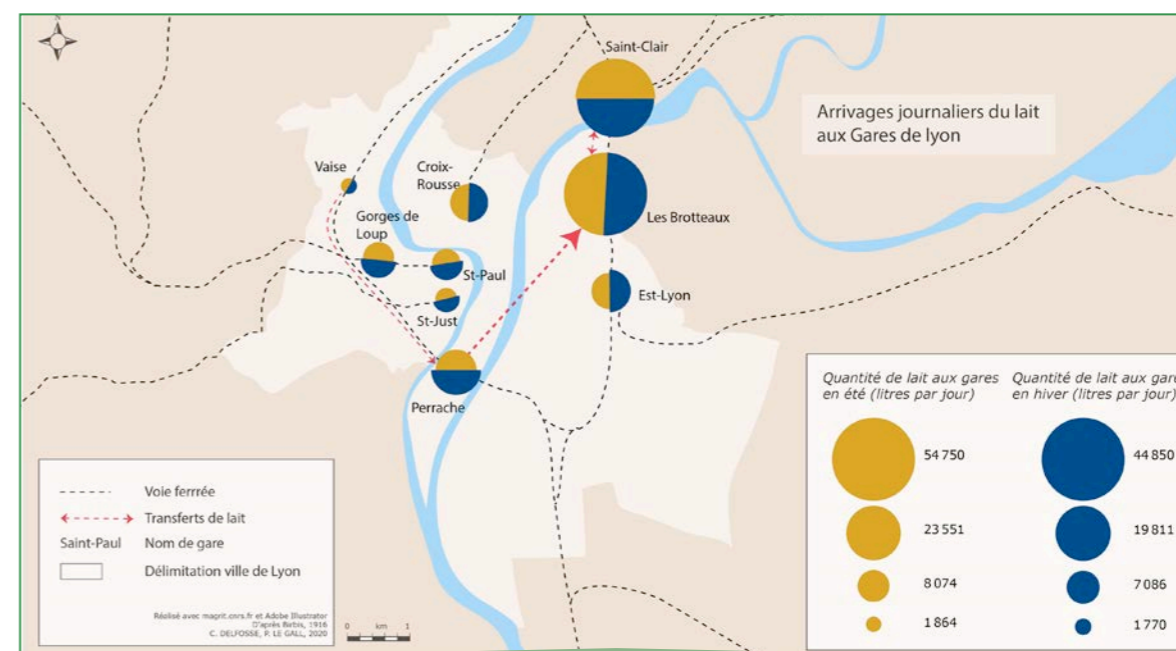 N
Saint-Clair
Arrivages journaliers du lait
aux Gares de lyon
Vaise
Croix-
Rousse
Gorges de
Loup
Les Brotteaux
St-Paul
Est-Lyon
St-Just
Perrache
Quantité de lait aux gares
en été (litres par jour)
Quantité de lait aux gare
en hiver (litres par jour)
54 750
44 850
23 551
19 811
8 074
7 086
1 864
1 770
Voie ferrrée
Transferts de lait
Saint-Paul
Nom de gare
Délimitation ville de Lyon
Réalisé avec magrit.cnrs.fr et Adobe Illustrator
C. DELFOSSE, P. LE GALL, 2020
0 km 1